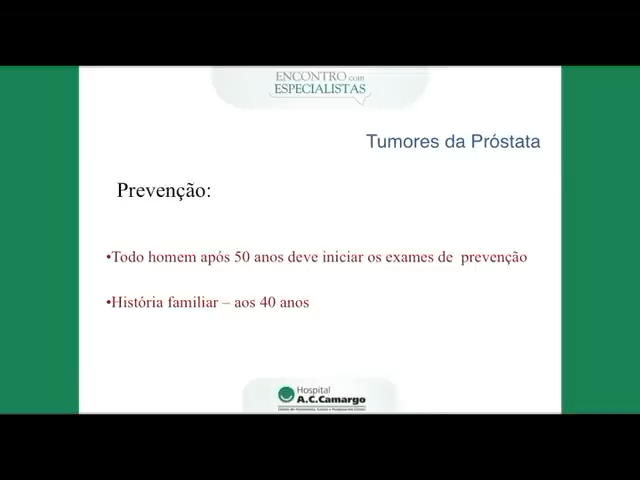 ENCONTRO com
ESPECIALISTAS
Tumores da Próstata
Prevenção:
•Todo homem após 50 anos deve iniciar os exames de prevenção
•História familiar – aos 40 anos
Hospital
A.C.Camargo